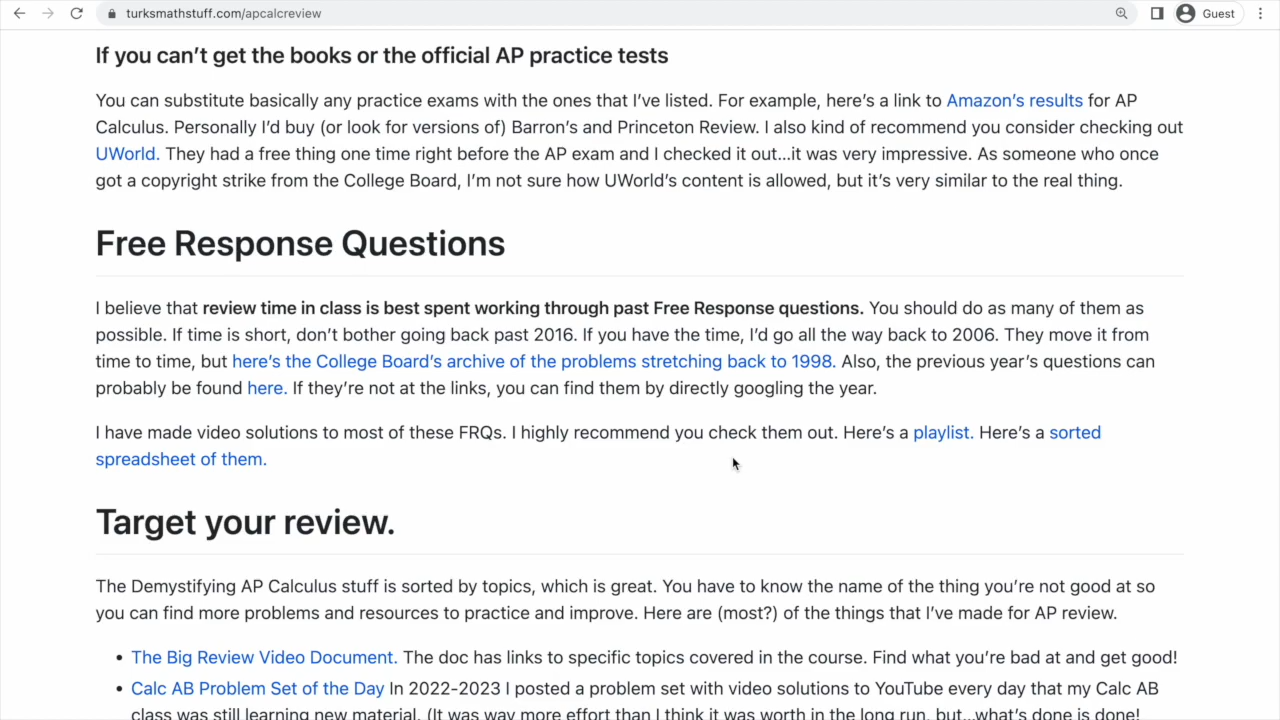 turksmathstuff.com/apcalcreview
Guest
If you can't get the books or the official AP practice tests
You can substitute basically any practice exams with the ones that I've listed. For example, here's a link to Amazon's results for AP
Calculus. Personally I'd buy (or look for versions of) Barron's and Princeton Review. I also kind of recommend you consider checking out
UWorld. They had a free thing one time right before the AP exam and I checked it out...it was very impressive. As someone who once
got a copyright strike from the College Board, I'm not sure how UWorld's content is allowed, but it's very similar to the real thing.
Free Response Questions
I believe that review time in class is best spent working through past Free Response questions. You should do as many of them as
possible. If time is short, don't bother going back past 2016. If you have the time, I'd go all the way back to 2006. They move it from
time to time, but here's the College Board's archive of the problems stretching back to 1998. Also, the previous year's questions can
probably be found here. If they're not at the links, you can find them by directly googling the year.
I have made video solutions to most of these FRQs. I highly recommend you check them out. Here's a playlist. Here's a sorted
spreadsheet of them.
Target your review.
The Demystifying AP Calculus stuff is sorted by topics, which is great. You have to know the name of the thing you're not good at so
you can find more problems and resources to practice and improve. Here are (most?) of the things that I've made for AP review.
• The Big Review Video Document. The doc has links to specific topics covered in the course. Find what you're bad at and get good!
• Calc AB Problem Set of the Day In 2022-2023 I posted a problem set with video solutions to YouTube every day that my Calc AB
class was still learning new material. (It was way more effort than I think it was worth in the long run, but...what's done is done!